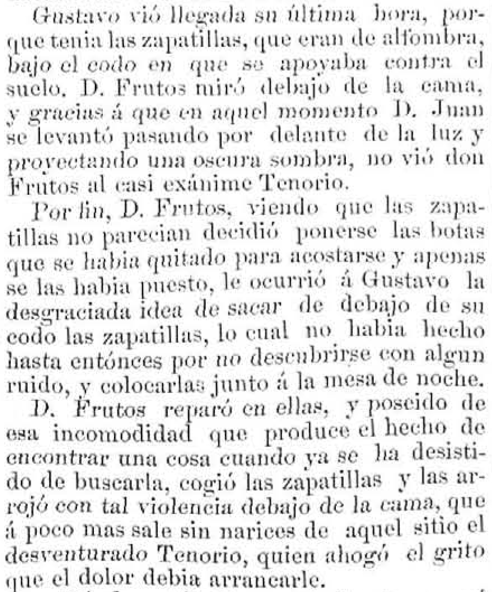 Gustavo vió llegada su última hora, por-
que tenia las zapatillas, que eran de alfombra,
bajo el codo en que se apoyaba contra el
suelo. D. Frutos miró debajo de la cama,
y gracias á que en aquel momento D. Juan
se levantó pasando por delante de la luz y
proyectando una oscura sombra, no vió don
Frutos al casi exánime Tenorio.
Por fin, D. Frutos, viendo que las zapa-
tillas no parecian decidió ponerse las botas
que se habia quitado para acostarse y apenas
se las habia puesto, le ocurrió á Gustavo la
desgraciada idea de sacar de debajo de su
codo las zapatillas, lo cual no habia hecho
hasta entónces por no descubrirse con algun
ruido, y colocarlas junto á la mesa de noche.
D. Frutos reparó en ellas, y poseido de
esa incomodidad que produce el hecho de
encontrar una cosa cuando ya se ha desisti-
do de buscarla, cogió las zapatillas y las ar-
rojó con tal violencia debajo de la cama, que
á poco mas sale sin narices de aquel sitio el
desventurado Tenorio, quien ahogó el grito
que el dolor debia arrancarle.